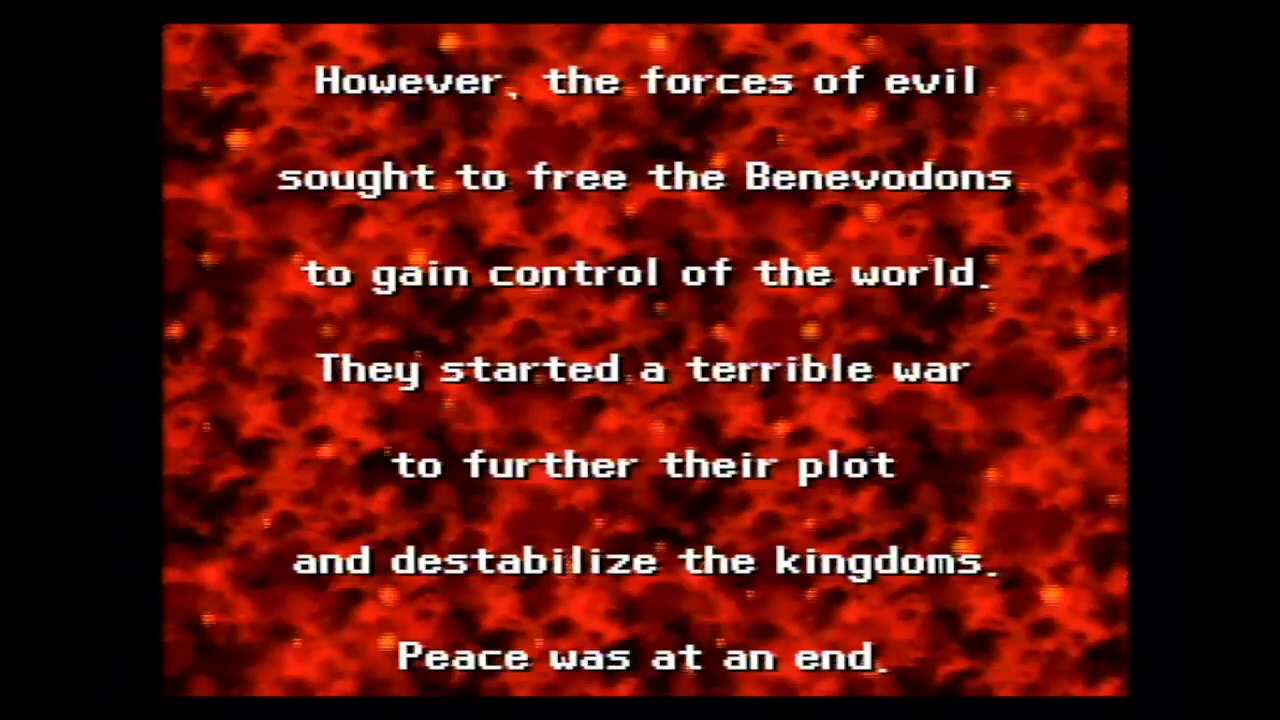 However, the forces of evil
sought to free the Benevodons
to gain control of the world.
They started a terrible war
to further their plot
and destabilize the kingdoms.
Peace was at an end.